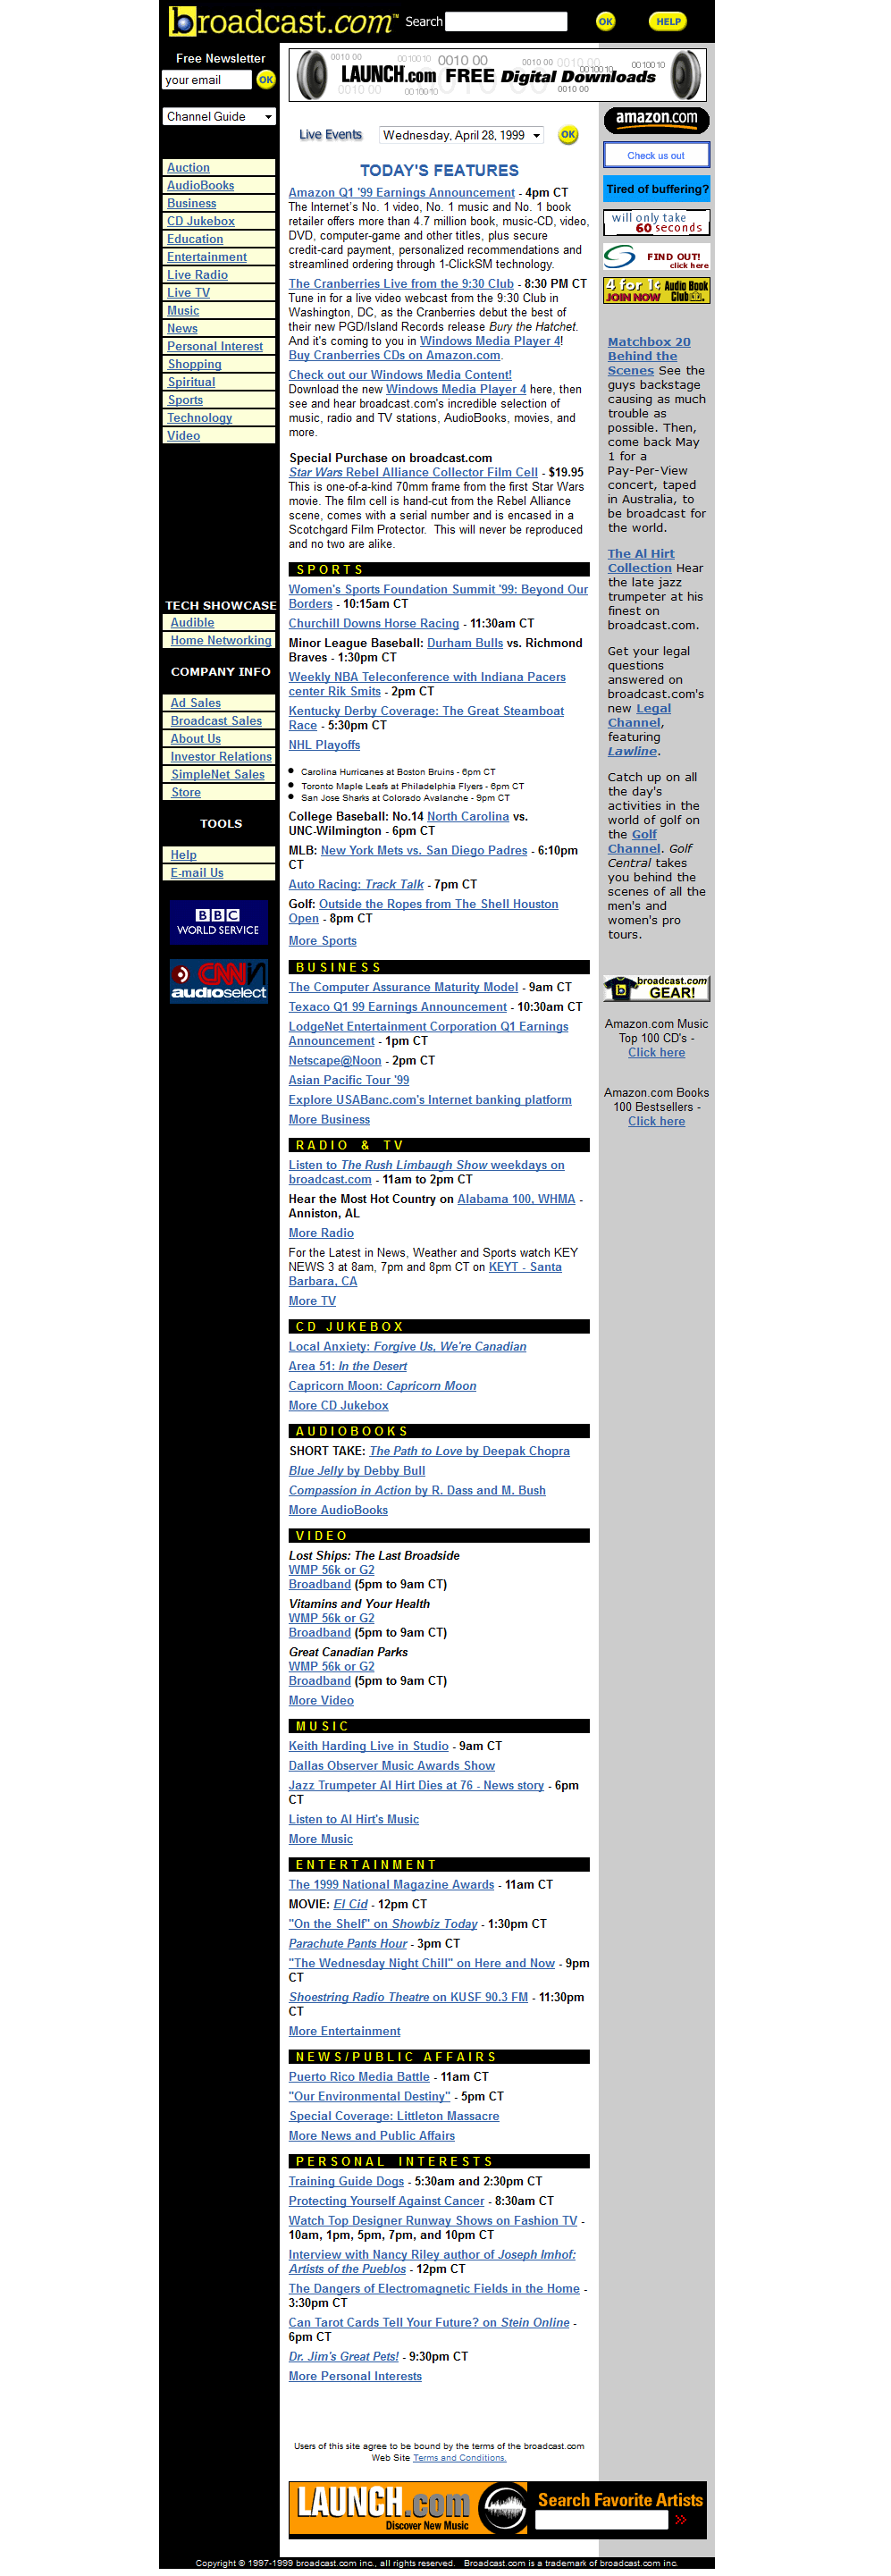 broadcast.com™ Search OK HELP
Free Newsletter
your email OK
Channel Guide
Auction
AudioBooks
Business
CD Jukebox
Education
Entertainment
Live Radio
Live TV
Music
News
Personal Interest
Shopping
Spiritual
Sports
Technology
Video
TECH SHOWCASE
Audible
Home Networking
COMPANY INFO
Ad Sales
Broadcast Sales
About Us
Investor Relations
SimpleNet Sales
Store
TOOLS
Help
E-mail Us
BBC
WORLD SERVICE
CNN
audioselect
0010 00 0010010 0010 00 0010 00 0010 00 0010010 0010010
LAUNCH.com FREE Digital Downloads
0010 00 0010010 0010 00 0010 00
Live Events Wednesday, April 28, 1999 OK
TODAY'S FEATURES
Amazon Q1 '99 Earnings Announcement - 4pm CT
The Internet's No. 1 video, No. 1 music and No. 1 book
retailer offers more than 4.7 million book, music-CD, video,
DVD, computer-game and other titles, plus secure
credit-card payment, personalized recommendations and
streamlined ordering through 1-ClickSM technology.
The Cranberries Live from the 9:30 Club - 8:30 PM CT
Tune in for a live video webcast from the 9:30 Club in
Washington, DC, as the Cranberries debut the best of
their new PGD/Island Records release Bury the Hatchet.
And it's coming to you in Windows Media Player 4!
Buy Cranberries CDs on Amazon.com.
Check out our Windows Media Content!
Download the new Windows Media Player 4 here, then
see and hear broadcast.com's incredible selection of
music, radio and TV stations, AudioBooks, movies, and
more.
Special Purchase on broadcast.com
Star Wars Rebel Alliance Collector Film Cell - $19.95
This is one-of-a-kind 70mm frame from the first Star Wars
movie. The film cell is hand-cut from the Rebel Alliance
scene, comes with a serial number and is encased in a
Scotchgard Film Protector. This will never be reproduced
and no two are alike.
SPORTS
Women's Sports Foundation Summit '99: Beyond Our
Borders - 10:15am CT
Churchill Downs Horse Racing - 11:30am CT
Minor League Baseball: Durham Bulls vs. Richmond
Braves - 1:30pm CT
Weekly NBA Teleconference with Indiana Pacers
center Rik Smits - 2pm CT
Kentucky Derby Coverage: The Great Steamboat
Race - 5:30pm CT
NHL Playoffs
• Carolina Hurricanes at Boston Bruins - 6pm CT
• Toronto Maple Leafs at Philadelphia Flyers - 6pm CT
• San Jose Sharks at Colorado Avalanche - 9pm CT
College Baseball: No.14 North Carolina vs.
UNC-Wilmington - 6pm CT
MLB: New York Mets vs. San Diego Padres - 6:10pm
CT
Auto Racing: Track Talk - 7pm CT
Golf: Outside the Ropes from The Shell Houston
Open - 8pm CT
More Sports
BUSINESS
The Computer Assurance Maturity Model - 9am CT
Texaco Q1 99 Earnings Announcement - 10:30am CT
LodgeNet Entertainment Corporation Q1 Earnings
Announcement - 1pm CT
Netscape@Noon - 2pm CT
Asian Pacific Tour '99
Explore USABanc.com's Internet banking platform
More Business
RADIO & TV
Listen to The Rush Limbaugh Show weekdays on
broadcast.com - 11am to 2pm CT
Hear the Most Hot Country on Alabama 100, WHMA -
Anniston, AL
More Radio
For the Latest in News, Weather and Sports watch KEY
NEWS 3 at 8am, 7pm and 8pm CT on KEYT - Santa
Barbara, CA
More TV
CD JUKEBOX
Local Anxiety: Forgive Us, We're Canadian
Area 51: In the Desert
Capricorn Moon: Capricorn Moon
More CD Jukebox
AUDIOBOOKS
SHORT TAKE: The Path to Love by Deepak Chopra
Blue Jelly by Debby Bull
Compassion in Action by R. Dass and M. Bush
More AudioBooks
VIDEO
Lost Ships: The Last Broadside
WMP 56k or G2
Broadband (5pm to 9am CT)
Vitamins and Your Health
WMP 56k or G2
Broadband (5pm to 9am CT)
Great Canadian Parks
WMP 56k or G2
Broadband (5pm to 9am CT)
More Video
MUSIC
Keith Harding Live in Studio - 9am CT
Dallas Observer Music Awards Show
Jazz Trumpeter Al Hirt Dies at 76 - News story - 6pm
CT
Listen to Al Hirt's Music
More Music
ENTERTAINMENT
The 1999 National Magazine Awards - 11am CT
MOVIE: El Cid - 12pm CT
"On the Shelf" on Showbiz Today - 1:30pm CT
Parachute Pants Hour - 3pm CT
"The Wednesday Night Chill" on Here and Now - 9pm
CT
Shoestring Radio Theatre on KUSF 90.3 FM - 11:30pm
CT
More Entertainment
NEWS/PUBLIC AFFAIRS
Puerto Rico Media Battle - 11am CT
"Our Environmental Destiny" - 5pm CT
Special Coverage: Littleton Massacre
More News and Public Affairs
PERSONAL INTERESTS
Training Guide Dogs - 5:30am and 2:30pm CT
Protecting Yourself Against Cancer - 8:30am CT
Watch Top Designer Runway Shows on Fashion TV -
10am, 1pm, 5pm, 7pm, and 10pm CT
Interview with Nancy Riley author of Joseph Imhof:
Artists of the Pueblos - 12pm CT
The Dangers of Electromagnetic Fields in the Home -
3:30pm CT
Can Tarot Cards Tell Your Future? on Stein Online -
6pm CT
Dr. Jim's Great Pets! - 9:30pm CT
More Personal Interests
Users of this site agree to be bound by the terms of the broadcast.com
Web Site Terms and Conditions.
amazon.com
Check us out
Tired of buffering?
will only take
60 seconds
FIND OUT!
click here
4 for 1¢ Audio Book
JOIN NOW Club
Matchbox 20
Behind the
Scenes See the
guys backstage
causing as much
trouble as
possible. Then,
come back May
1 for a
Pay-Per-View
concert, taped
in Australia, to
be broadcast for
the world.
The Al Hirt
Collection Hear
the late jazz
trumpeter at his
finest on
broadcast.com.
Get your legal
questions
answered on
broadcast.com's
new Legal
Channel,
featuring
Lawline.
Catch up on all
the day's
activities in the
world of golf on
the Golf
Channel. Golf
Central takes
you behind the
scenes of all the
men's and
women's pro
tours.
b broadcast.com
GEAR!
Amazon.com Music
Top 100 CD's -
Click here
Amazon.com Books
100 Bestsellers -
Click here
LAUNCH.com
Discover New Music
Search Favorite Artists
Copyright © 1997-1999 broadcast.com inc., all rights reserved. Broadcast.com is a trademark of broadcast.com inc.